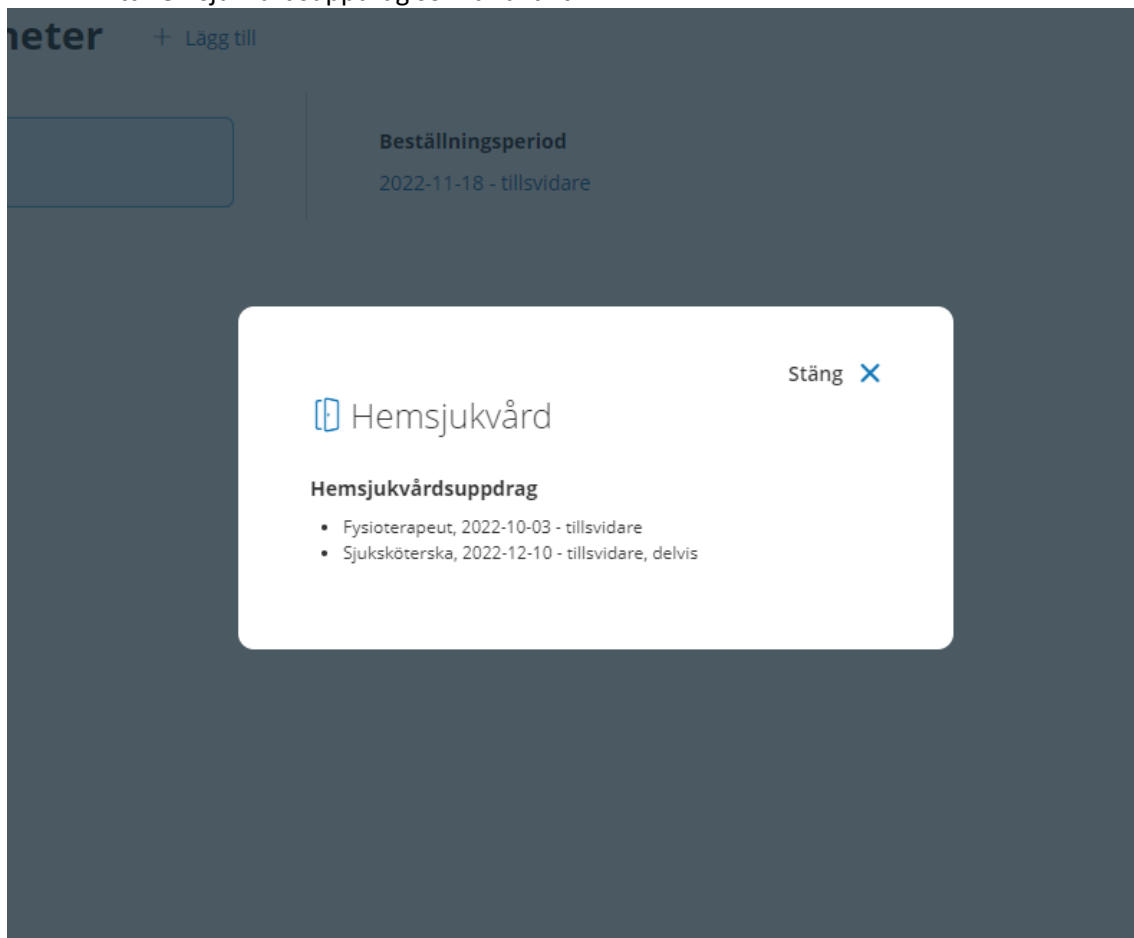 + Lägg till
Beställningsperiod
2022-11-18 - tillsvidare
Stäng
Hemsjukvård
Hemsjukvårdsuppdrag
• Fysioterapeut, 2022-10-03 - tillsvidare
• Sjuksköterska, 2022-12-10 - tillsvidare, delvis